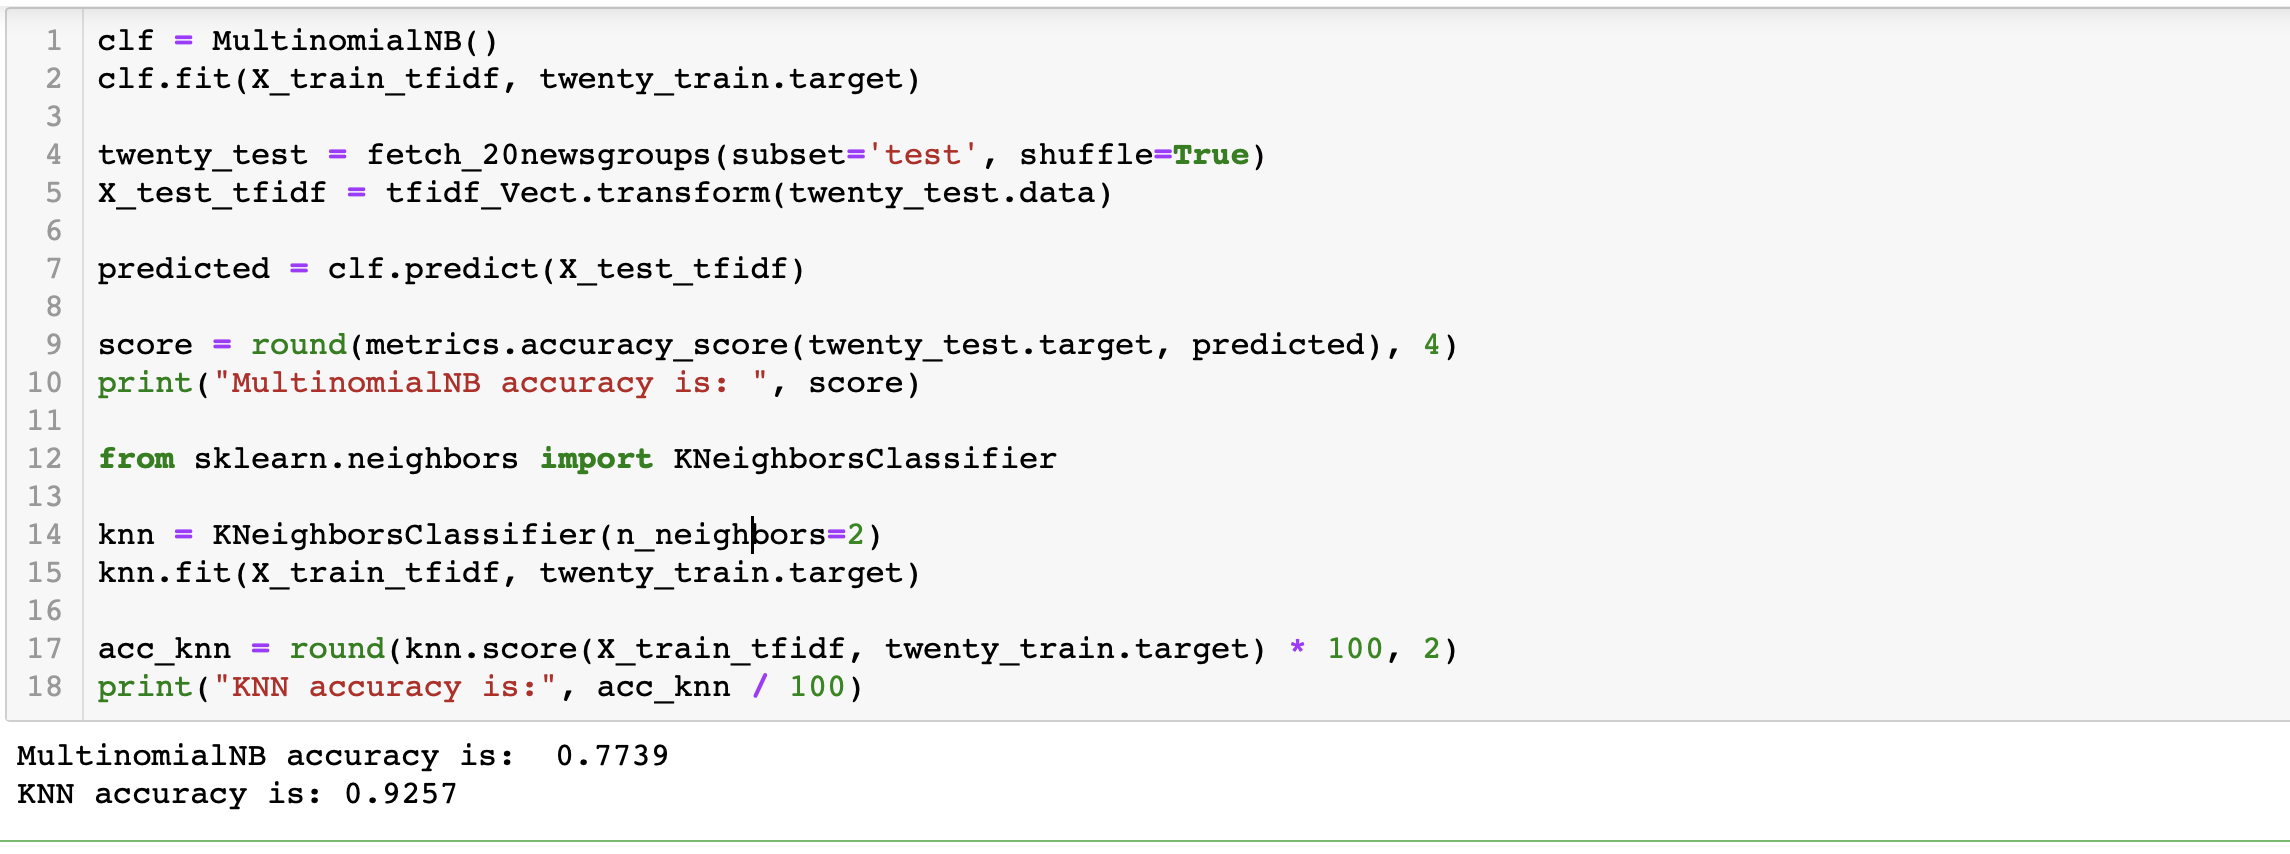 1 clf = MultinomialNB()
2 clf.fit(X_train_tfidf, twenty_train.target)
3
4 twenty_test = fetch_20newsgroups(subset='test', shuffle=True)
5 X_test_tfidf = tfidf_Vect.transform(twenty_test.data)
6
7 predicted = clf.predict(X_test_tfidf)
8
9 score = round(metrics.accuracy_score(twenty_test.target, predicted), 4)
10 print("MultinomialNB accuracy is: ", score)
11
12 from sklearn.neighbors import KNeighborsClassifier
13
14 knn = KNeighborsClassifier(n_neighbors=2)
15 knn.fit(X_train_tfidf, twenty_train.target)
16
17 acc_knn = round(knn.score(X_train_tfidf, twenty_train.target) * 100, 2)
18 print("KNN accuracy is:", acc_knn / 100)
MultinomialNB accuracy is:  0.7739
KNN accuracy is: 0.9257